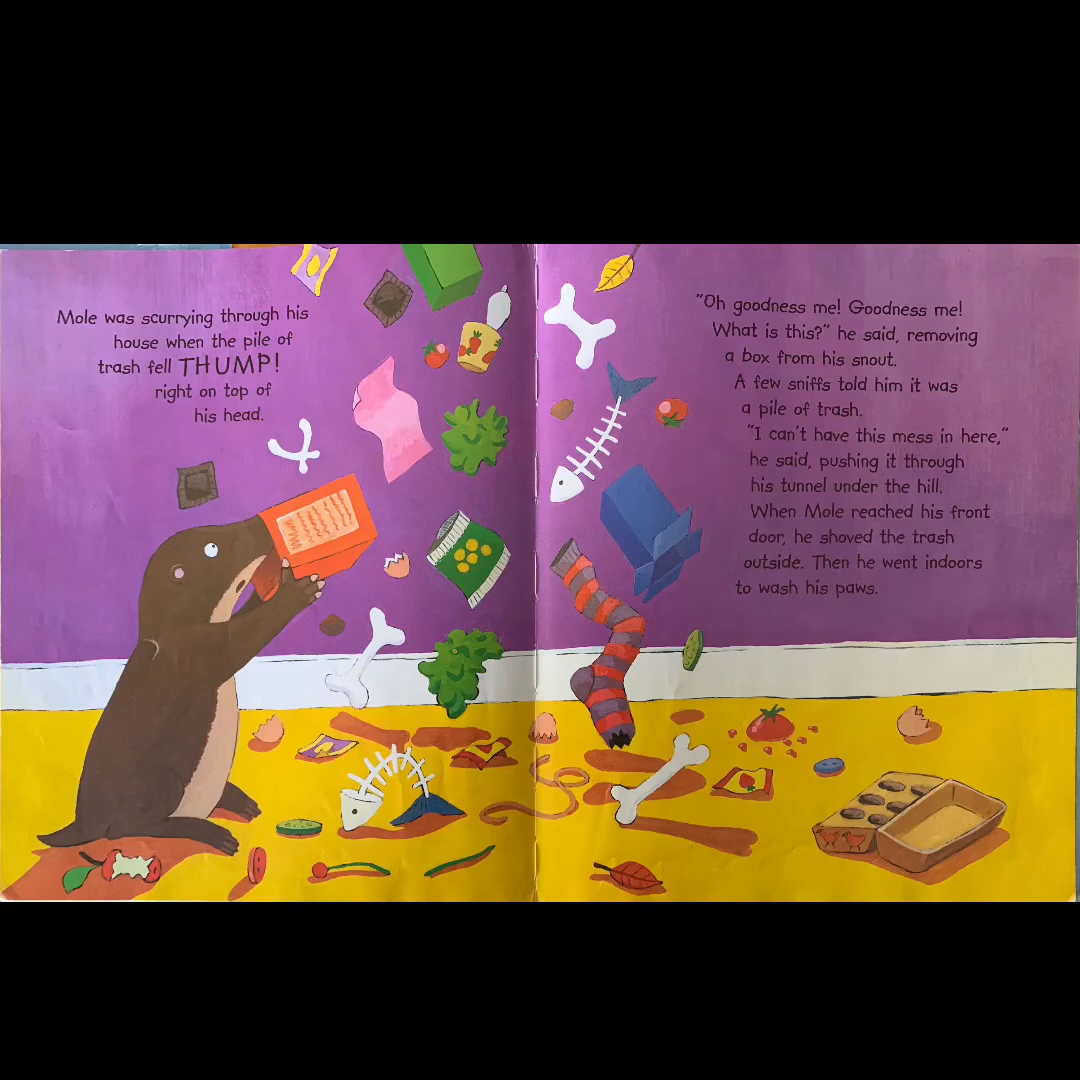 Mole was scurrying through his
house when the pile of
trash fell THUMP!
right on top of
his head.
"Oh goodness me! Goodness me!
What is this?" he said, removing
a box from his snout.
A few sniffs told him it was
a pile of trash.
"I can't have this mess in here,"
he said, pushing it through
his tunnel under the hill.
When Mole reached his front
door, he shoved the trash
outside. Then he went indoors
to wash his paws.